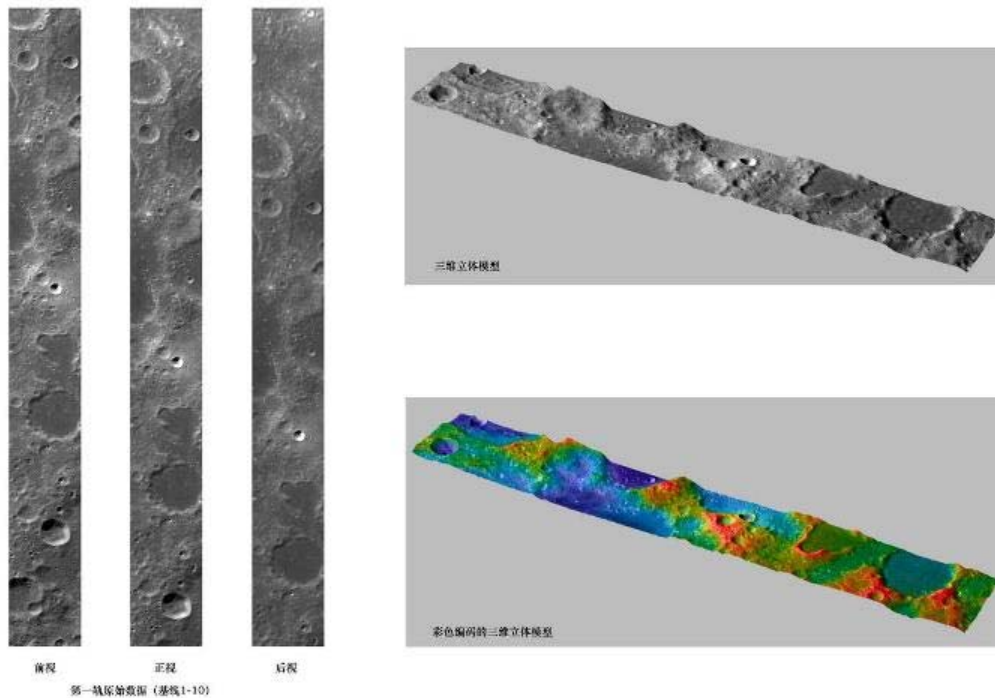 三维立体模型
彩色编码的三维立体模型
前视
正视
后视
第一轨原始数据（基线1-10）